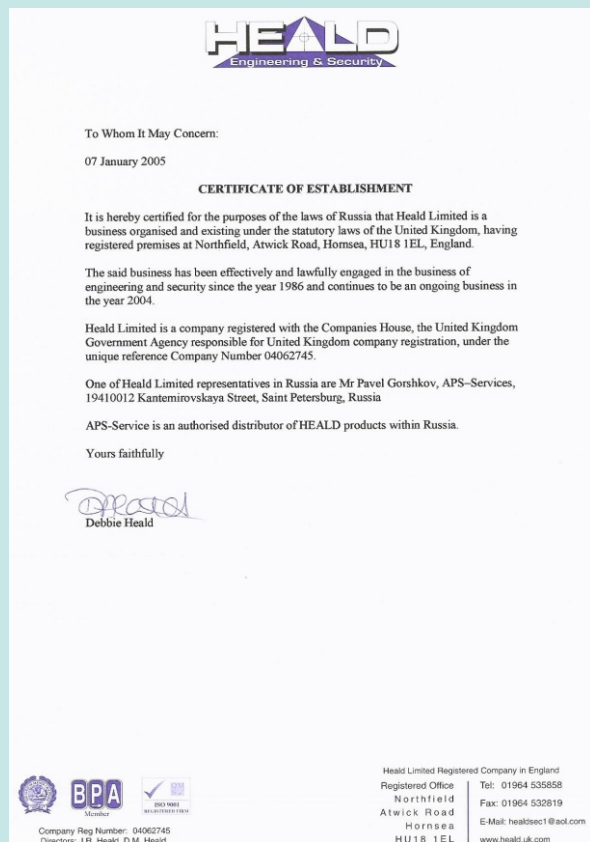 HEALD
Engineering & Security
To Whom It May Concern:
07 January 2005
CERTIFICATE OF ESTABLISHMENT
It is hereby certified for the purposes of the laws of Russia that Heald Limited is a
business organised and existing under the statutory laws of the United Kingdom, having
registered premises at Northfield, Atwick Road, Hornsea, HU18 1EL, England.
The said business has been effectively and lawfully engaged in the business of
engineering and security since the year 1986 and continues to be an ongoing business in
the year 2004.
Heald Limited is a company registered with the Companies House, the United Kingdom
Government Agency responsible for United Kingdom company registration, under the
unique reference Company Number 04062745.
One of Heald Limited representatives in Russia are Mr Pavel Gorshkov, APS–Services,
19410012 Kantemirovskaya Street, Saint Petersburg, Russia
APS-Service is an authorised distributor of HEALD products within Russia.
Yours faithfully
Debbie Heald
BPA
Member
ISO 9001
REGISTERED FIRM
Company Reg Number: 04062745
Directors: J.R. Heald, D.M. Heald
Heald Limited Registered Company in England
Registered Office
Northfield
Atwick Road
Hornsea
HU18 1EL
Tel: 01964 535858
Fax: 01964 532819
E-Mail: healdsec1@aol.com
www.heald.uk.com